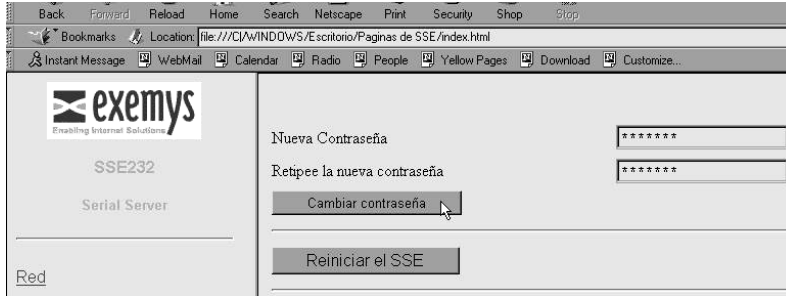 Back Forward Reload Home Search Netscape Print Security Shop Stop
Bookmarks Location: file:///C|/WINDOWS/Escritorio/Paginas de SSE/index.html
Instant Message WebMail Calendar Radio People Yellow Pages Download Customize...
exemys
Enabling Internet Solutions
SSE232
Serial Server
Red
Nueva Contraseña *******
Retipee la nueva contraseña *******
Cambiar contraseña
Reiniciar el SSE